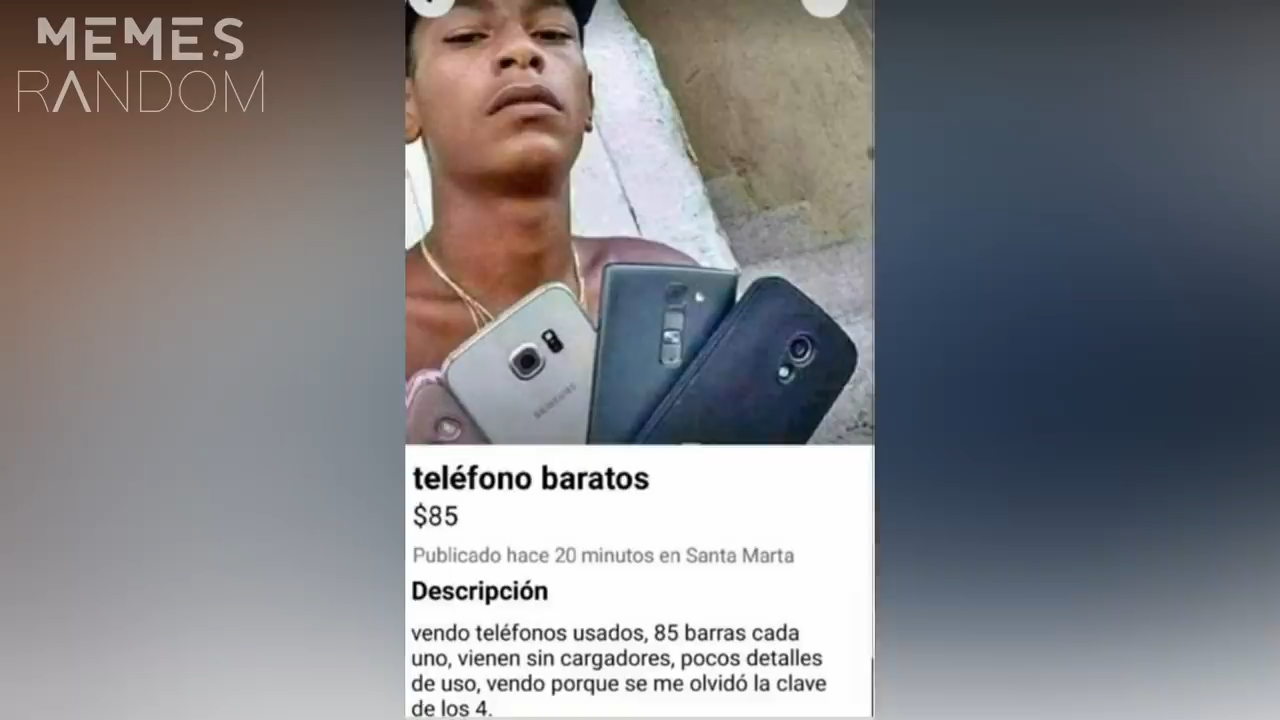 MEMES
RANDOM
SAMSUNG
teléfono baratos
$85
Publicado hace 20 minutos en Santa Marta
Descripción
vendo teléfonos usados, 85 barras cada
uno, vienen sin cargadores, pocos detalles
de uso, vendo porque se me olvidó la clave
de los 4.